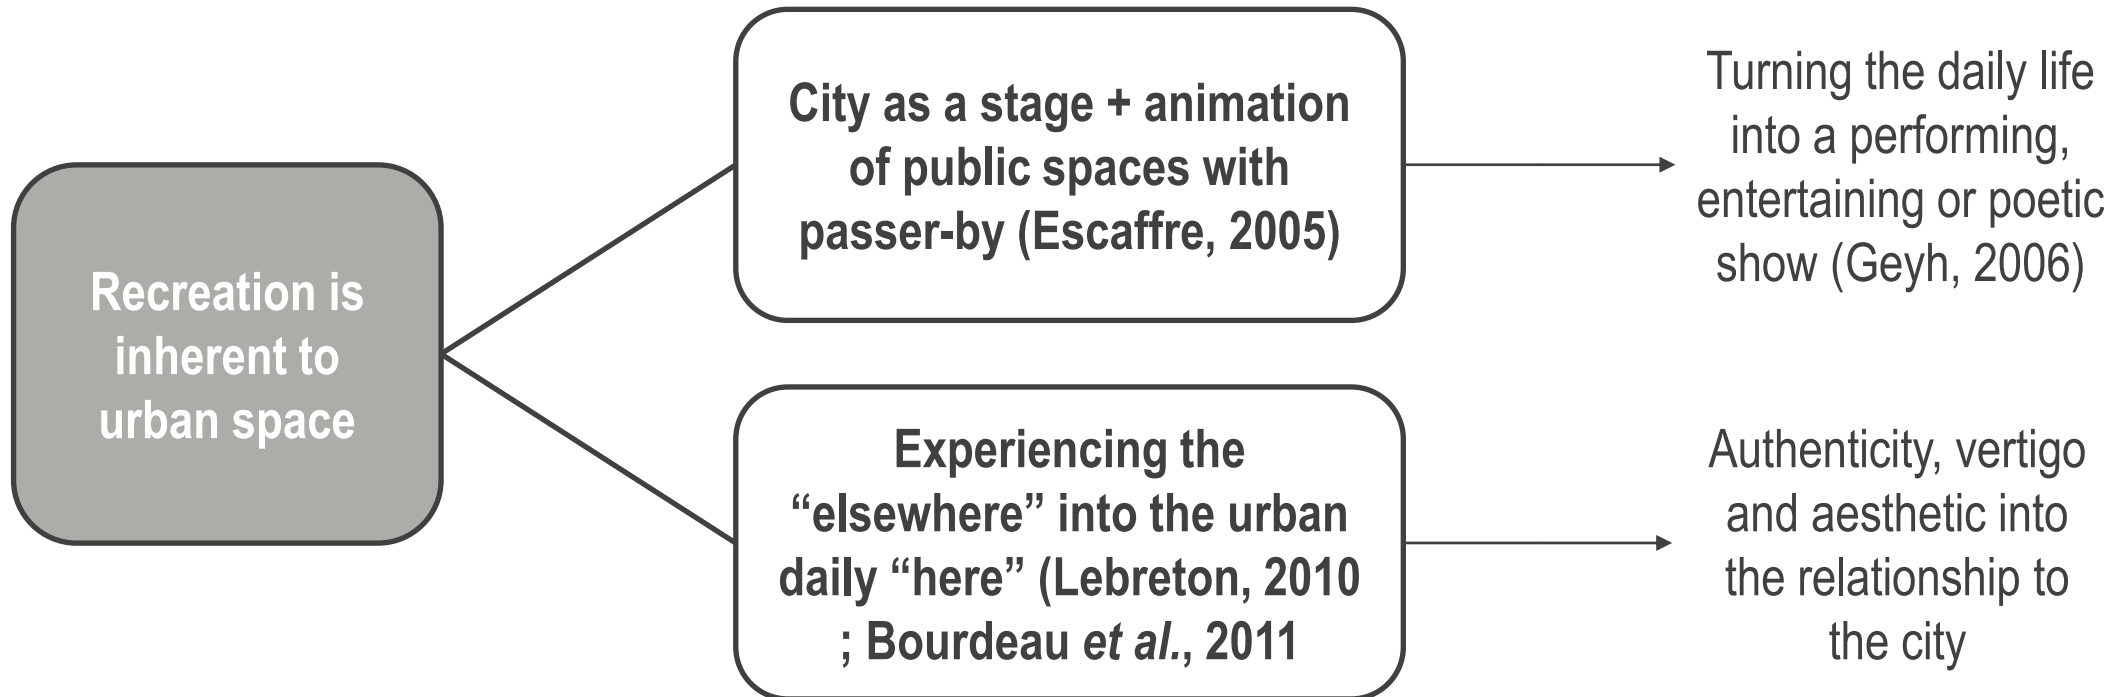 Recreation is
inherent to
urban space
City as a stage + animation
of public spaces with
passer-by (Escaffre, 2005)
Turning the daily life
into a performing,
entertaining or poetic
show (Geyh, 2006)
Experiencing the
“elsewhere” into the urban
daily “here” (Lebreton, 2010
; Bourdeau et al., 2011
Authenticity, vertigo
and aesthetic into
the relationship to
the city